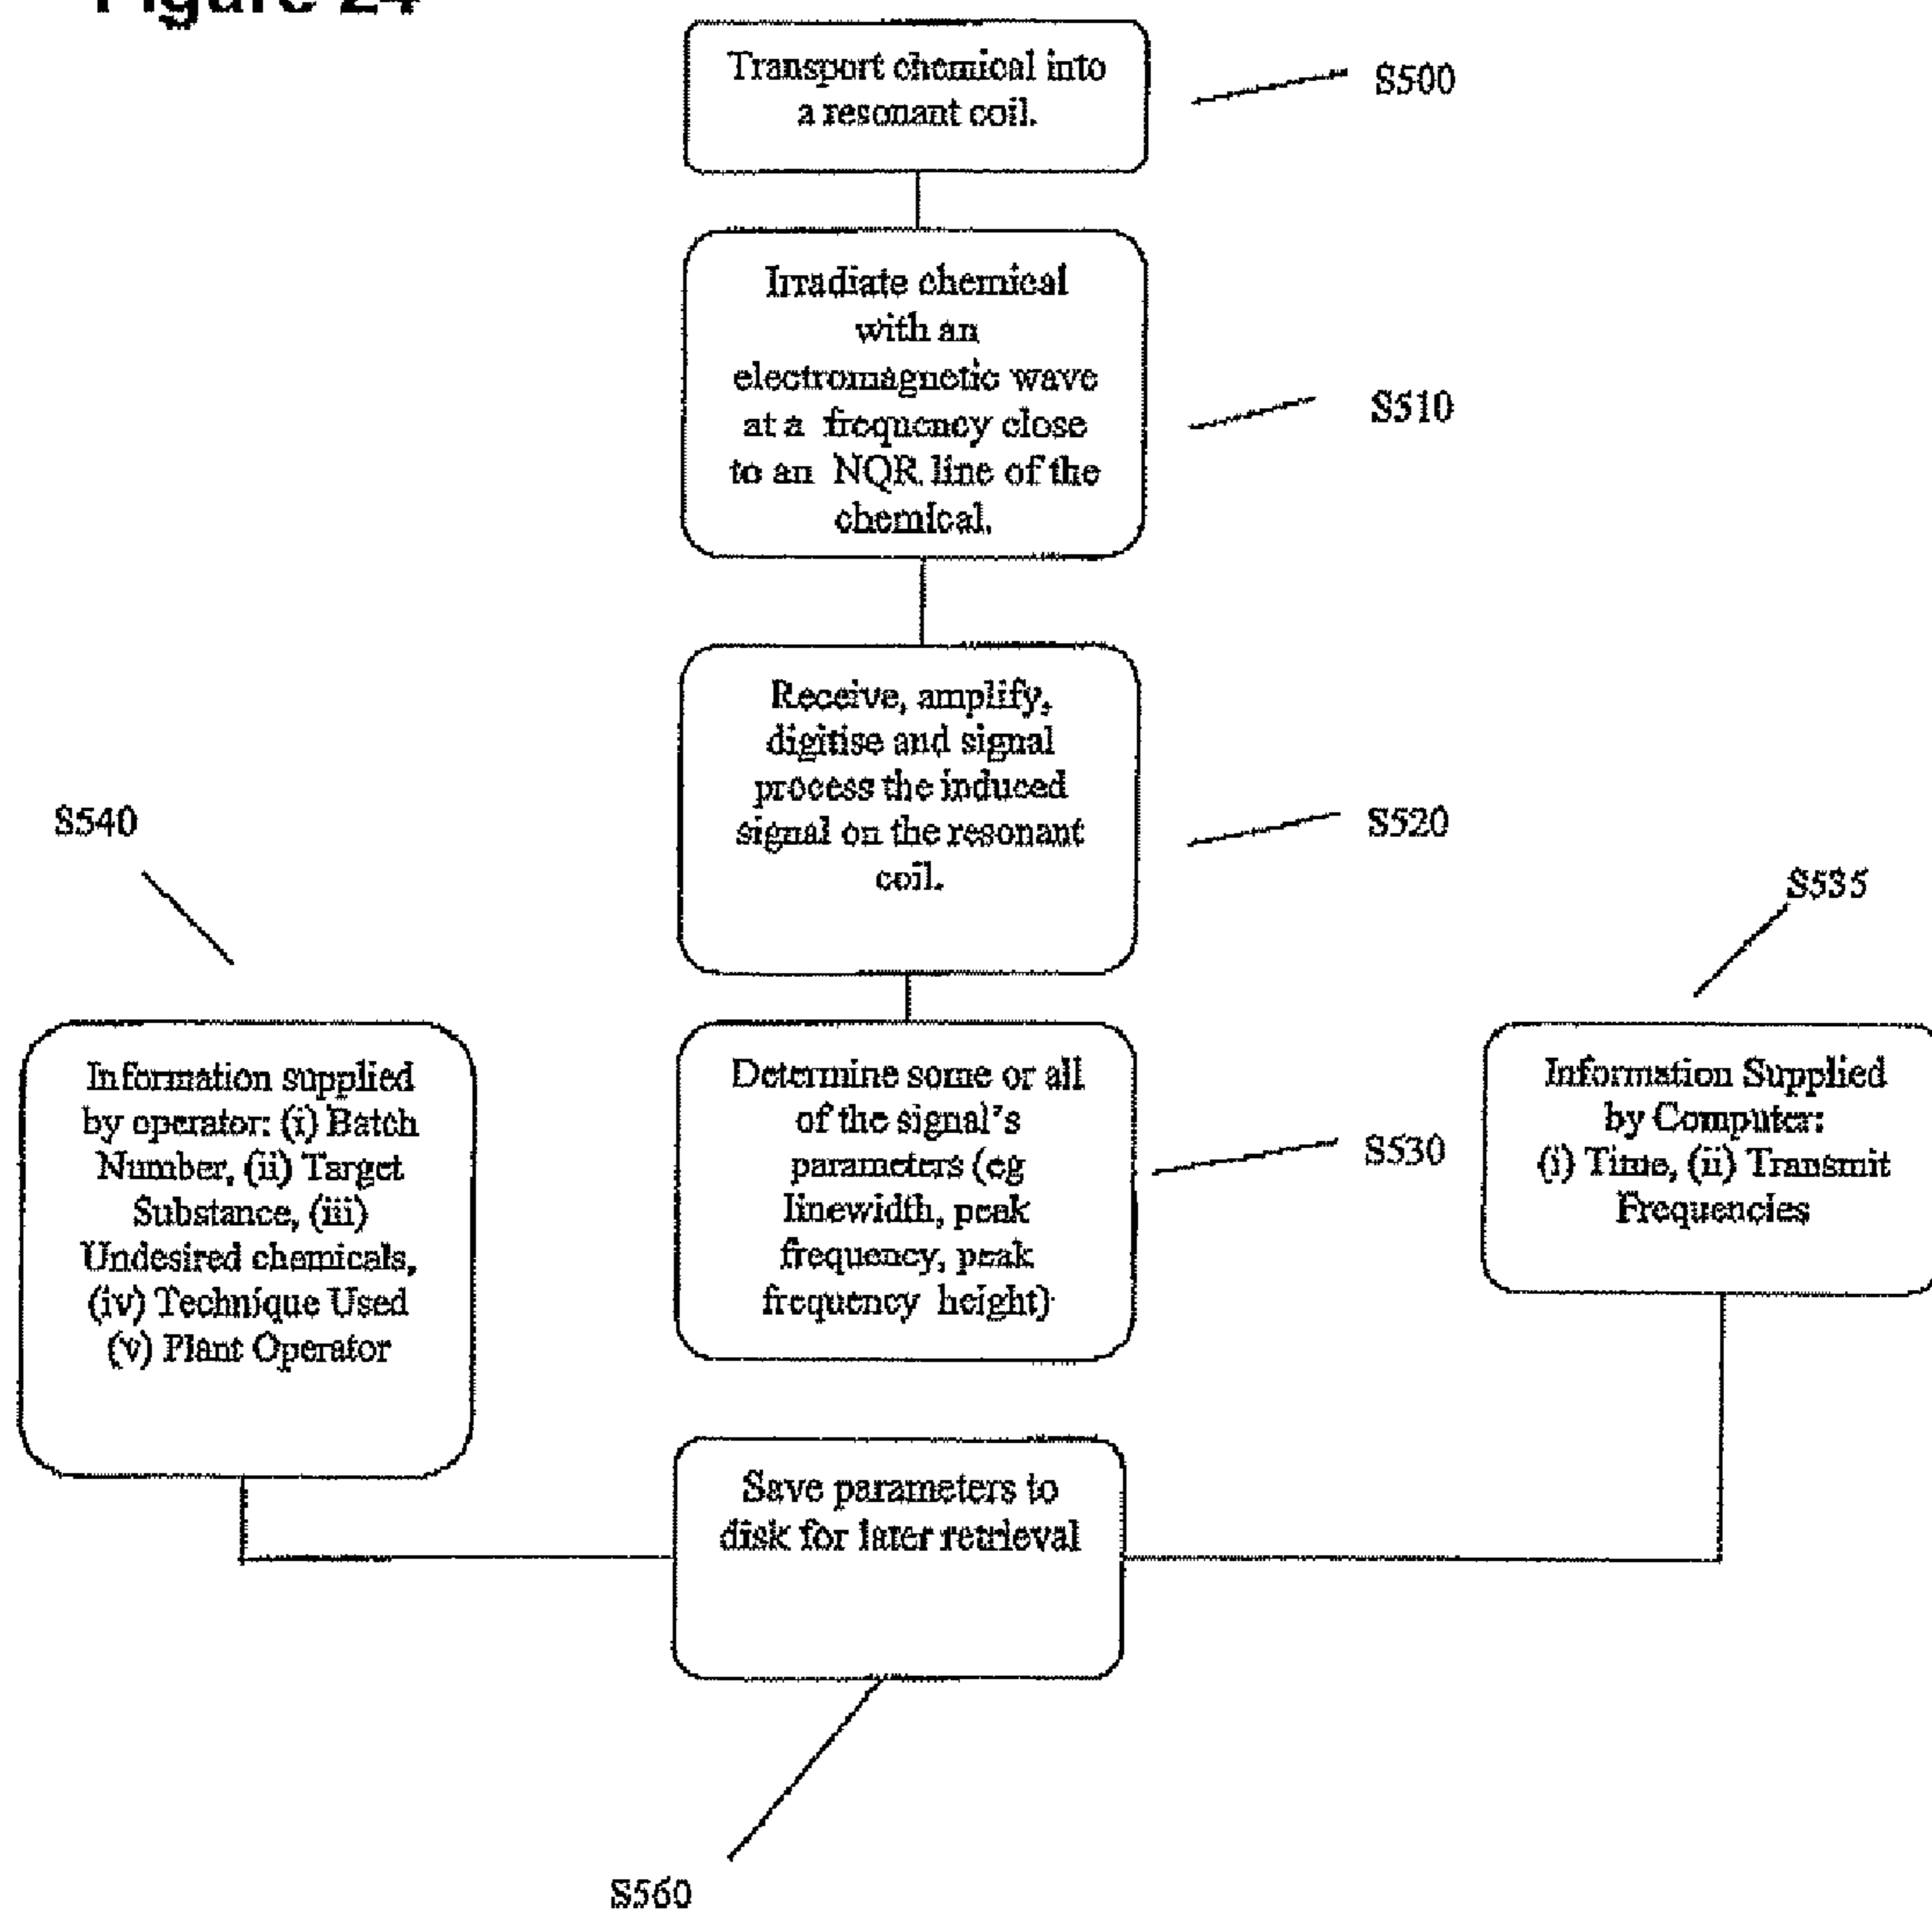 Figure 24
Transport chemical into
a resonant coil.
S500
Irradiate chemical
with an
electromagnetic wave
at a frequency close
to an NQR line of the
chemical.
S510
Receive, amplify,
digitise and signal
process the induced
signal on the resonant
coil.
S520
S540
S535
Information supplied
by operator: (i) Batch
Number, (ii) Target
Substance, (iii)
Undesired chemicals,
(iv) Technique Used
(v) Plant Operator
Determine some or all
of the signal's
parameters (eg
linewidth, peak
frequency, peak
frequency height)
S530
Information Supplied
by Computer:
(i) Time, (ii) Transmit
Frequencies
Save parameters to
disk for later retrieval
S560